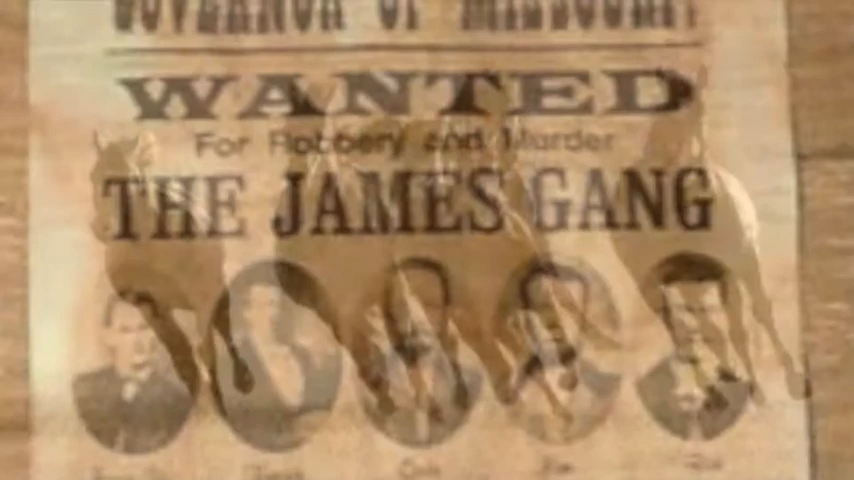 GOVERNOR OF MISSOURI
WANTED
For Robbery and Murder
THE JAMES GANG